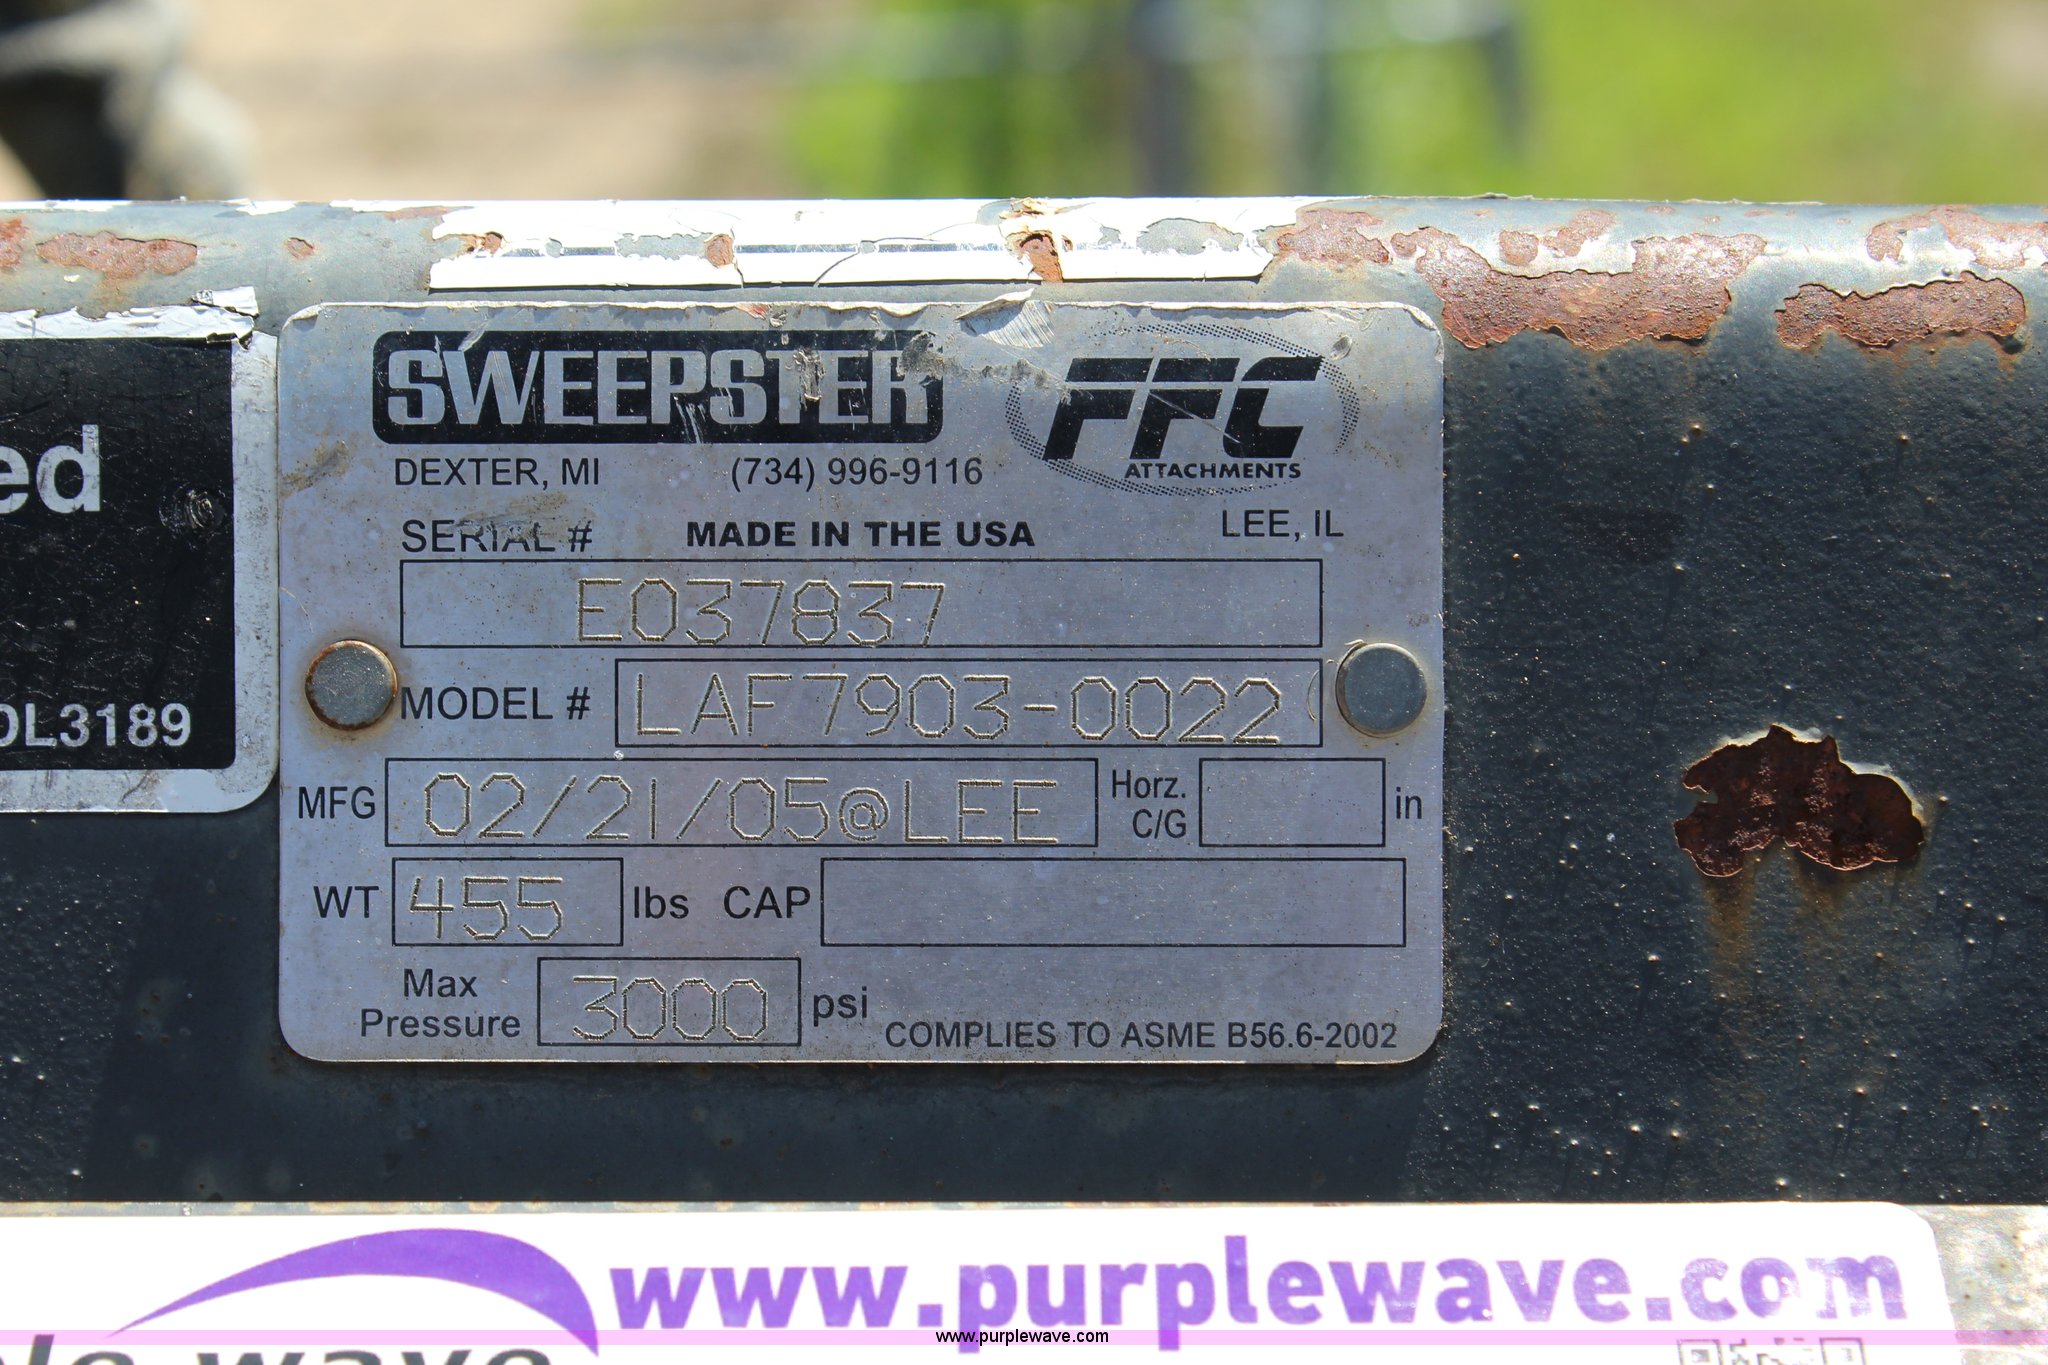 SWEEPSTER FFC
ATTACHMENTS
DEXTER, MI (734) 996-9116
LEE, IL
SERIAL # MADE IN THE USA
E037837
MODEL # LAF7903-0022
MFG 02/21/05@LEE Horz. C/G in
WT 455 lbs CAP
Max Pressure 3000 psi
COMPLIES TO ASME B56.6-2002
ed
DL3189
www.purplewave.com
ple wave
www.purplewave.com